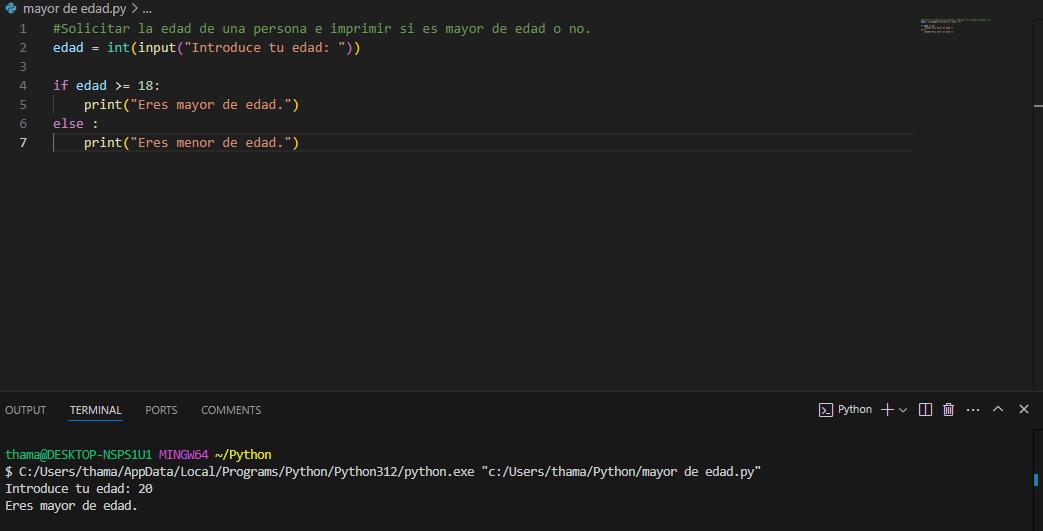 mayor de edad.py > ...
1 #Solicitar la edad de una persona e imprimir si es mayor de edad o no.
2 edad = int(input("Introduce tu edad: "))
3
4 if edad >= 18:
5     print("Eres mayor de edad.")
6 else :
7     print("Eres menor de edad.")
OUTPUT TERMINAL PORTS COMMENTS Python
thama@DESKTOP-NSPS1U1 MINGW64 ~/Python
$ C:/Users/thama/AppData/Local/Programs/Python/Python312/python.exe "c:/Users/thama/Python/mayor de edad.py"
Introduce tu edad: 20
Eres mayor de edad.